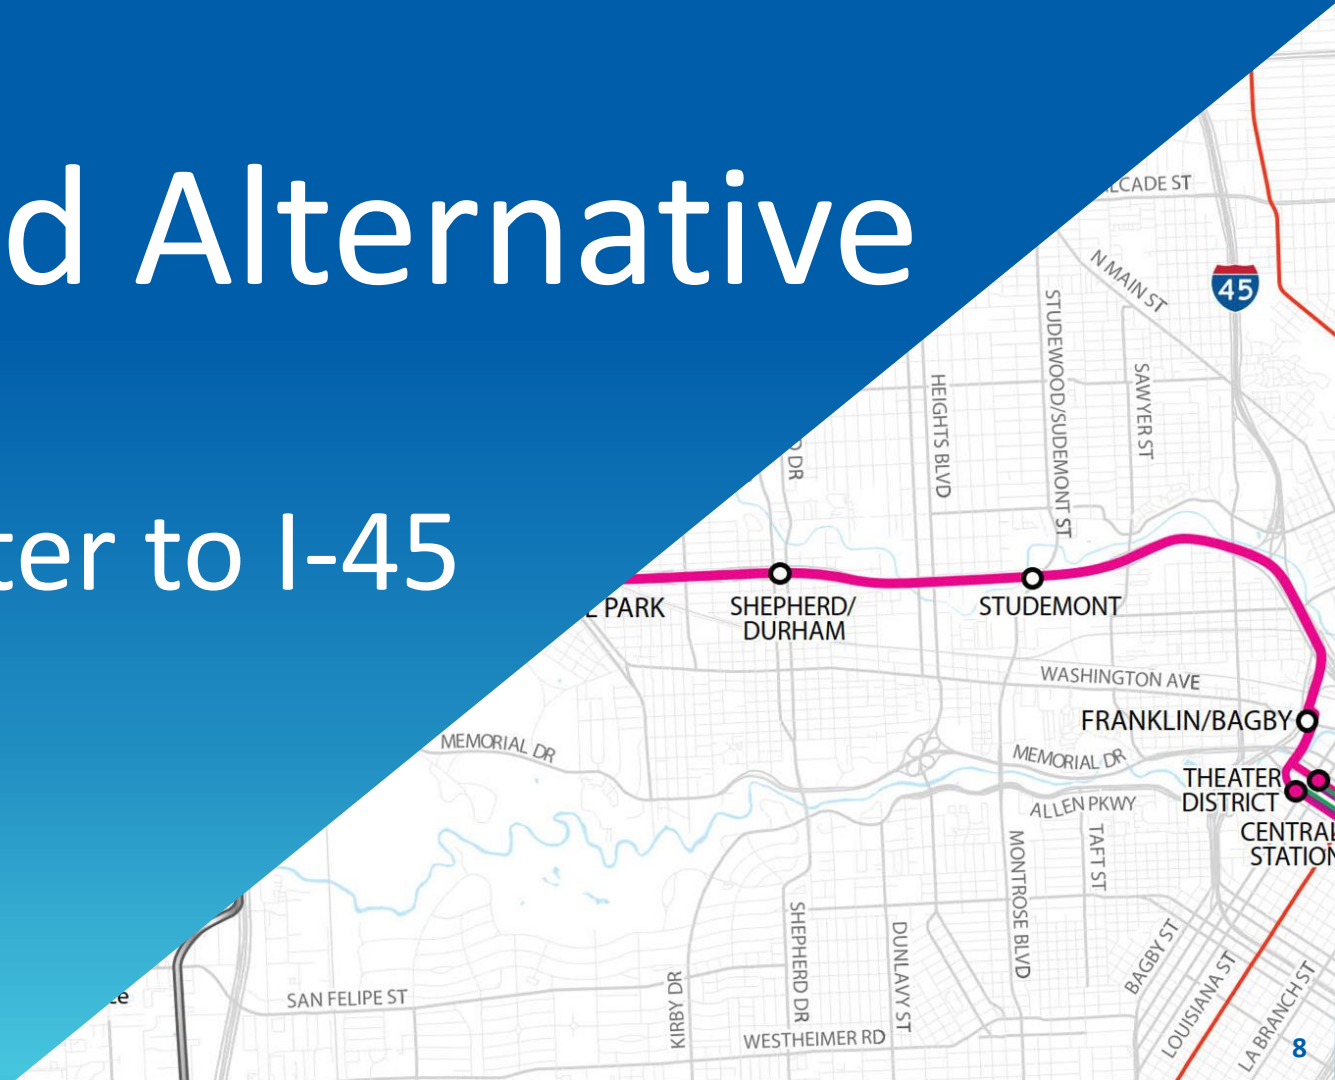 d Alternative
ter to I-45
LCADE ST
N MAIN ST
45
STUDEWOOD/SUDEMONT ST
SAWYER ST
HEIGHTS BLVD
D DR
E PARK
SHEPHERD/
DURHAM
STUDEMONT
WASHINGTON AVE
FRANKLIN/BAGBY
MEMORIAL DR
MEMORIAL DR
THEATER
DISTRICT
ALLEN PKWY
CENTRAL
STATION
TAFT ST
MONTROSE BLVD
SHEPHERD DR
DUNLAVY ST
BAGBY ST
LOUISIANA ST
LA BRANCH ST
KIRBY DR
SAN FELIPE ST
WESTHEIMER RD
ce
8